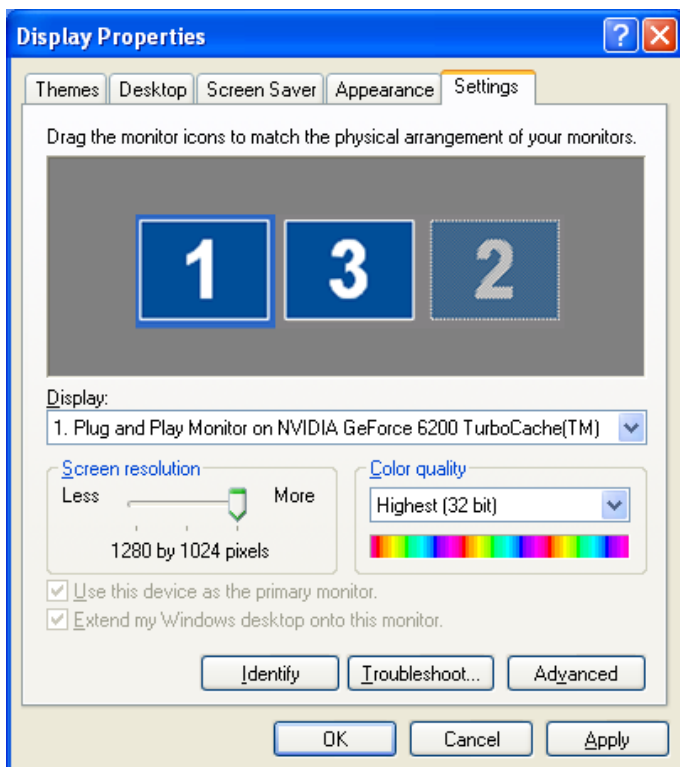 Display Properties
Themes Desktop Screen Saver Appearance Settings
Drag the monitor icons to match the physical arrangement of your monitors.
1 3 2
Display:
1. Plug and Play Monitor on NVIDIA GeForce 6200 TurboCache(TM)
Screen resolution
Less More
1280 by 1024 pixels
Color quality
Highest (32 bit)
Use this device as the primary monitor.
Extend my Windows desktop onto this monitor.
Identify Troubleshoot... Advanced
OK Cancel Apply